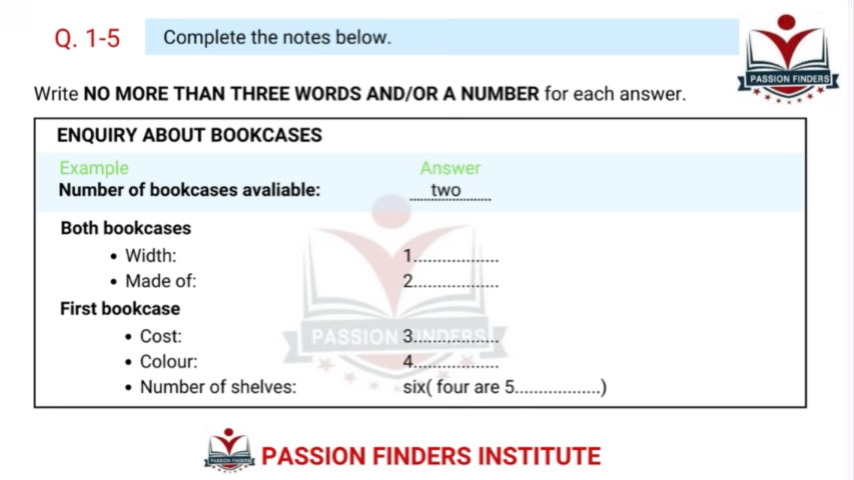 Q. 1-5 Complete the notes below.
PASSION FINDERS
Write NO MORE THAN THREE WORDS AND/OR A NUMBER for each answer.
ENQUIRY ABOUT BOOKCASES
Example Answer
Number of bookcases avaliable: two
Both bookcases
• Width: 1..................
• Made of: 2..................
First bookcase
• Cost: 3..................
• Colour: 4..................
• Number of shelves: six( four are 5..................)
PASSION FINDERS
PASSION FINDERS
PASSION FINDERS INSTITUTE